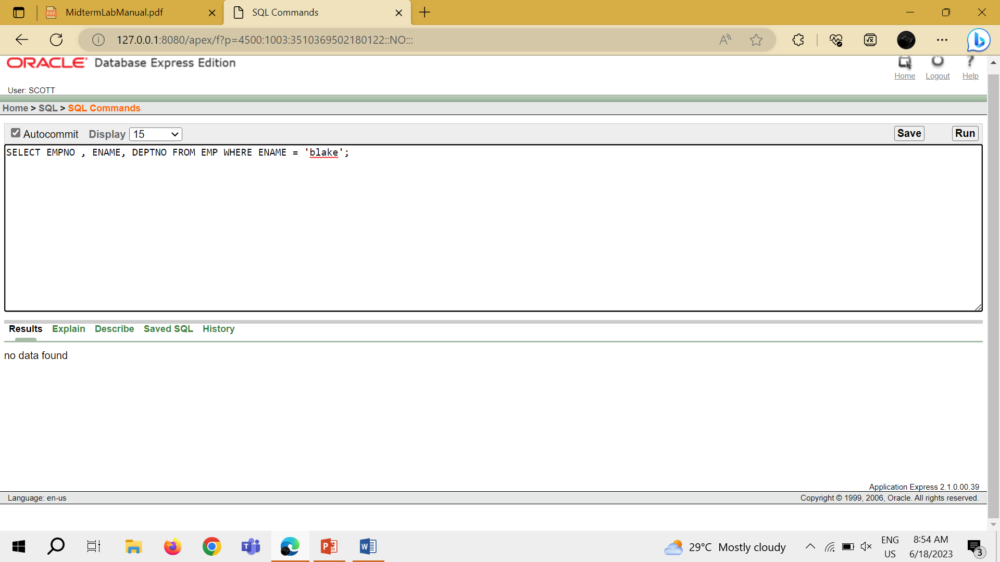 MidtermLabManual.pdf
SQL Commands
127.0.0.1:8080/apex/f?p=4500:1003:3510369502180122::NO:::
ORACLE Database Express Edition
Home Logout Help
User: SCOTT
Home > SQL > SQL Commands
Autocommit Display 15 Save Run
SELECT EMPNO , ENAME, DEPTNO FROM EMP WHERE ENAME = 'blake';
Results Explain Describe Saved SQL History
no data found
Application Express 2.1.0.00.39
Language: en-us Copyright © 1999, 2006, Oracle. All rights reserved.
29°C Mostly cloudy
ENG
US
8:54 AM
6/18/2023
3